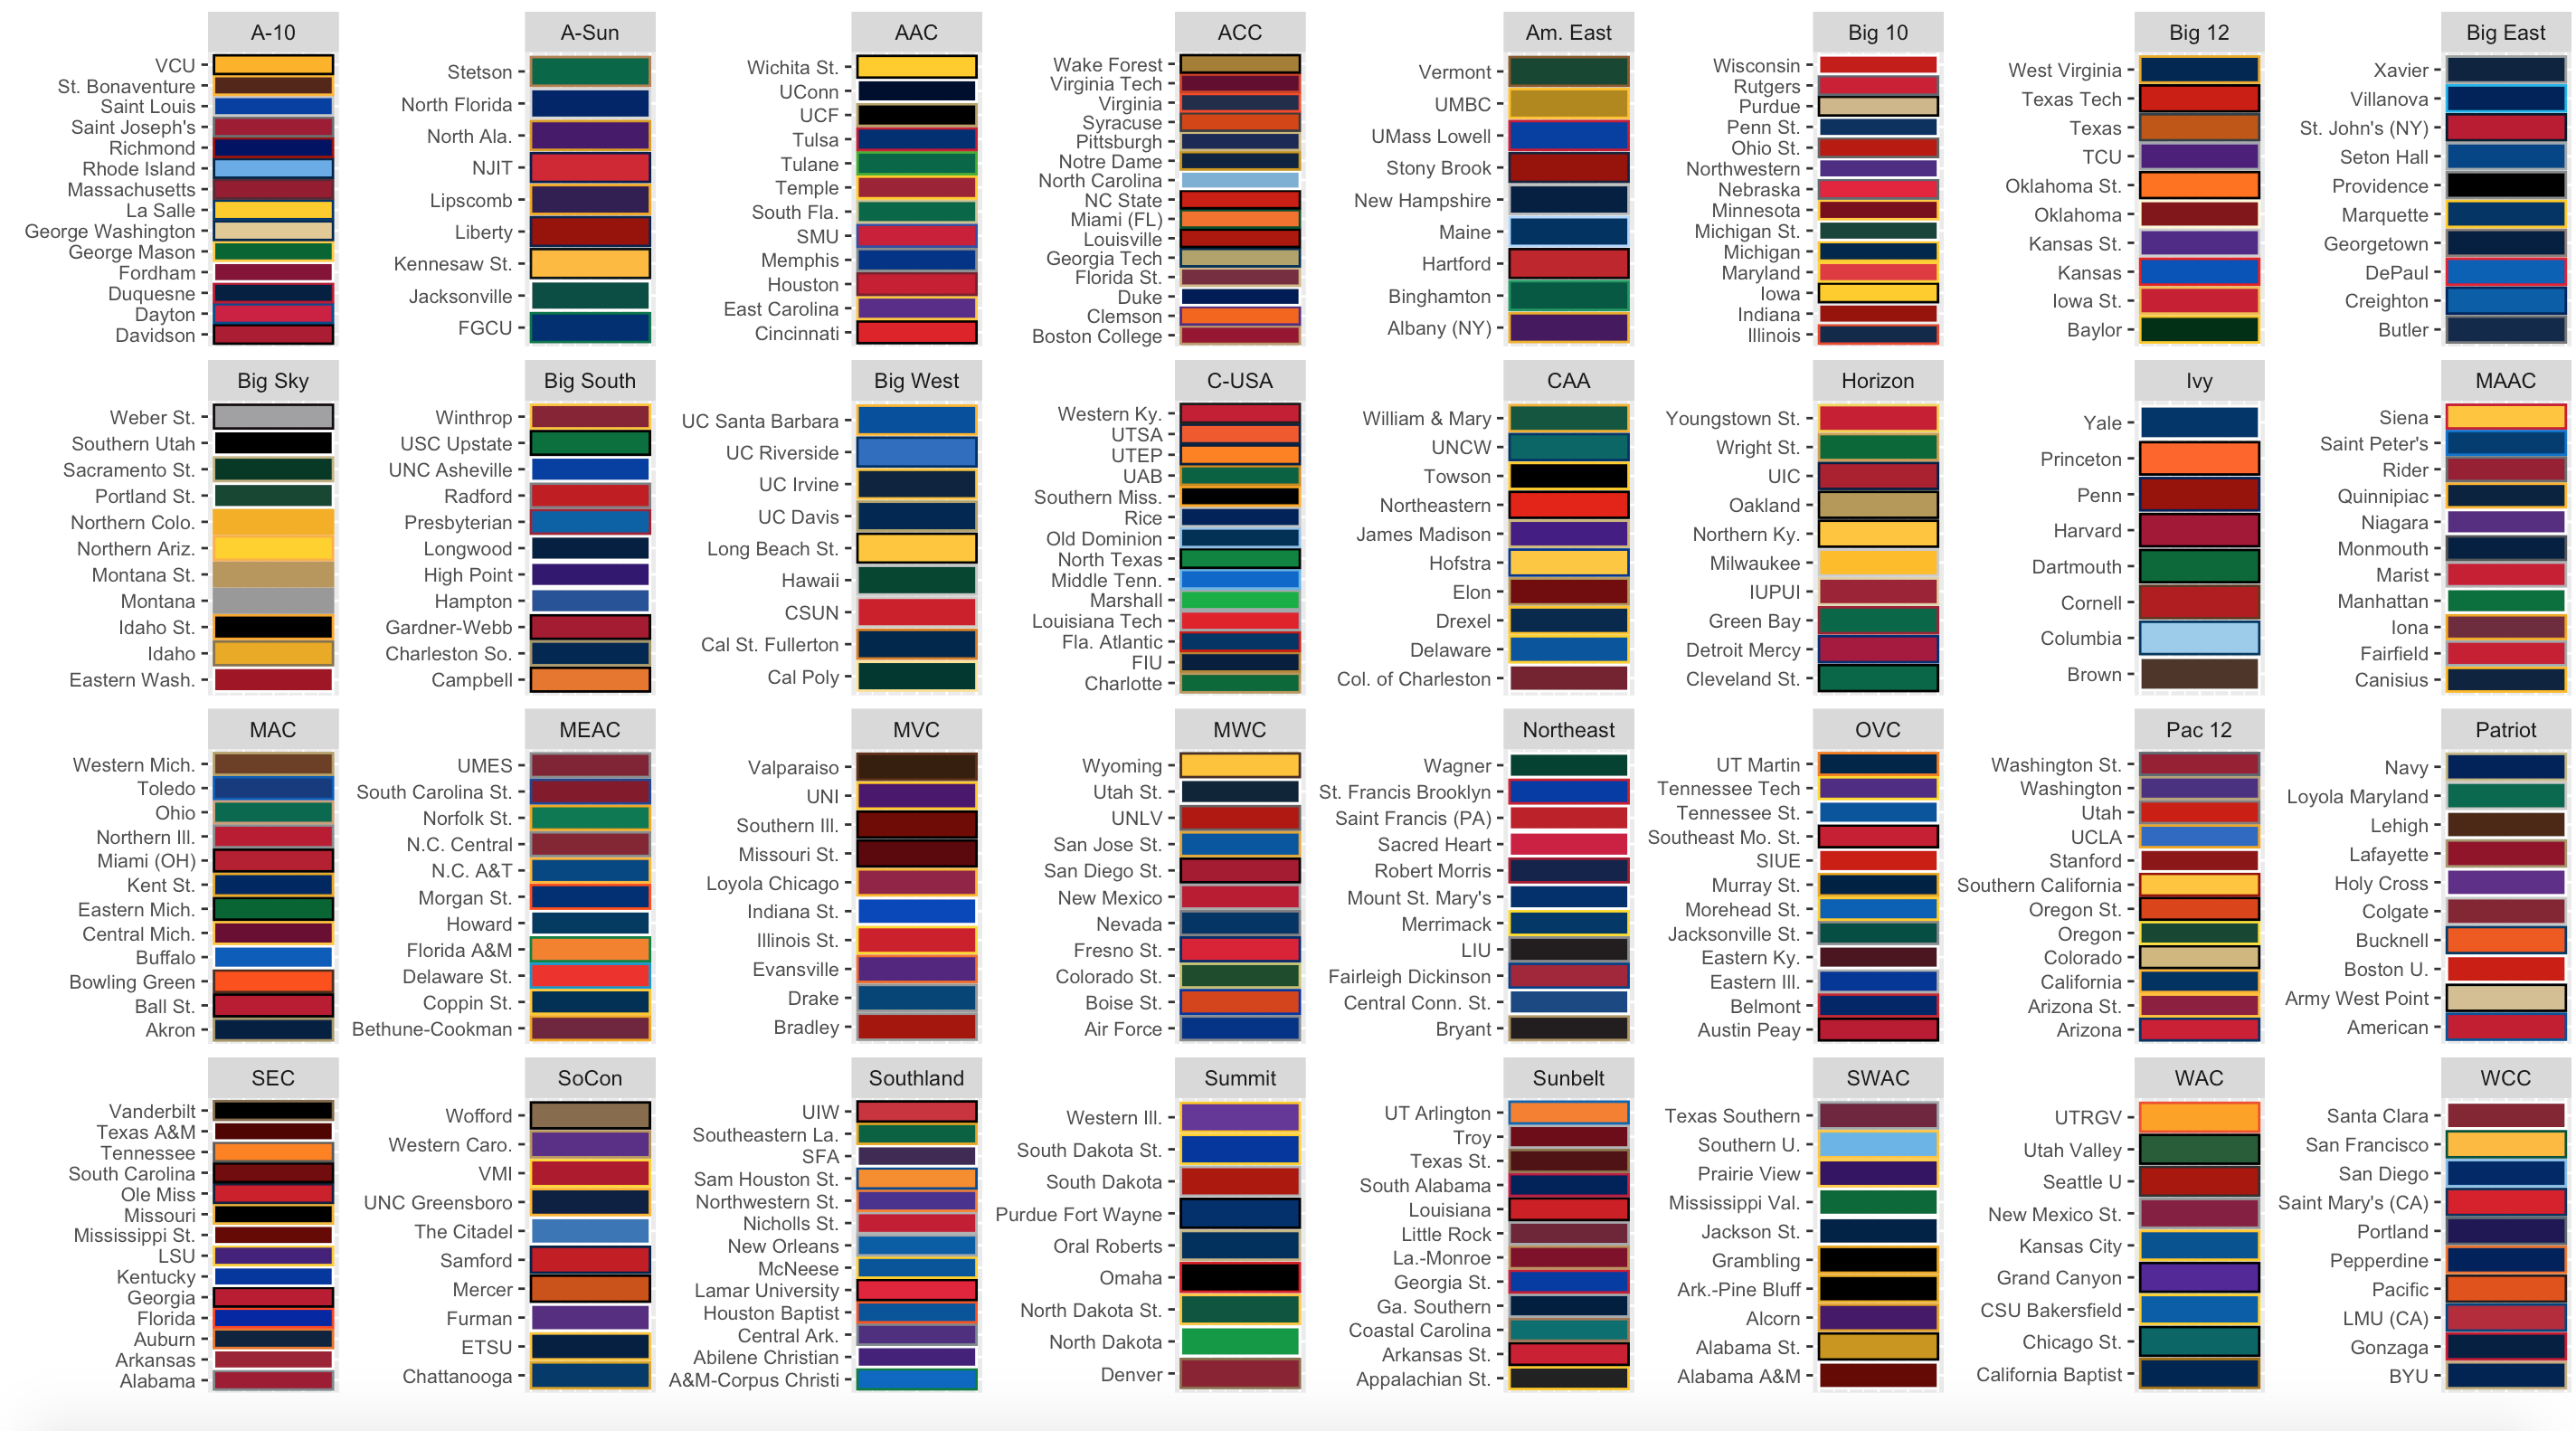 A-10
VCU
St. Bonaventure
Saint Louis
Saint Joseph's
Richmond
Rhode Island
Massachusetts
La Salle
George Washington
George Mason
Fordham
Duquesne
Dayton
Davidson
A-Sun
Stetson
North Florida
North Ala.
NJIT
Lipscomb
Liberty
Kennesaw St.
Jacksonville
FGCU
AAC
Wichita St.
UConn
UCF
Tulsa
Tulane
Temple
South Fla.
SMU
Memphis
Houston
East Carolina
Cincinnati
ACC
Wake Forest
Virginia Tech
Virginia
Syracuse
Pittsburgh
Notre Dame
North Carolina
NC State
Miami (FL)
Louisville
Georgia Tech
Florida St.
Duke
Clemson
Boston College
Am. East
Vermont
UMBC
UMass Lowell
Stony Brook
New Hampshire
Maine
Hartford
Binghamton
Albany (NY)
Big 10
Wisconsin
Rutgers
Purdue
Penn St.
Ohio St.
Northwestern
Nebraska
Minnesota
Michigan St.
Michigan
Maryland
Iowa
Indiana
Illinois
Big 12
West Virginia
Texas Tech
Texas
TCU
Oklahoma St.
Oklahoma
Kansas St.
Kansas
Iowa St.
Baylor
Big East
Xavier
Villanova
St. John's (NY)
Seton Hall
Providence
Marquette
Georgetown
DePaul
Creighton
Butler
Big Sky
Weber St.
Southern Utah
Sacramento St.
Portland St.
Northern Colo.
Northern Ariz.
Montana St.
Montana
Idaho St.
Idaho
Eastern Wash.
Big South
Winthrop
USC Upstate
UNC Asheville
Radford
Presbyterian
Longwood
High Point
Hampton
Gardner-Webb
Charleston So.
Campbell
Big West
UC Santa Barbara
UC Riverside
UC Irvine
UC Davis
Long Beach St.
Hawaii
CSUN
Cal St. Fullerton
Cal Poly
C-USA
Western Ky.
UTSA
UTEP
UAB
Southern Miss.
Rice
Old Dominion
North Texas
Middle Tenn.
Marshall
Louisiana Tech
Fla. Atlantic
FIU
Charlotte
CAA
William & Mary
UNCW
Towson
Northeastern
James Madison
Hofstra
Elon
Drexel
Delaware
Col. of Charleston
Horizon
Youngstown St.
Wright St.
UIC
Oakland
Northern Ky.
Milwaukee
IUPUI
Green Bay
Detroit Mercy
Cleveland St.
Ivy
Yale
Princeton
Penn
Harvard
Dartmouth
Cornell
Columbia
Brown
MAAC
Siena
Saint Peter's
Rider
Quinnipiac
Niagara
Monmouth
Marist
Manhattan
Iona
Fairfield
Canisius
MAC
Western Mich.
Toledo
Ohio
Northern Ill.
Miami (OH)
Kent St.
Eastern Mich.
Central Mich.
Buffalo
Bowling Green
Ball St.
Akron
MEAC
UMES
South Carolina St.
Norfolk St.
N.C. Central
N.C. A&T
Morgan St.
Howard
Florida A&M
Delaware St.
Coppin St.
Bethune-Cookman
MVC
Valparaiso
UNI
Southern Ill.
Missouri St.
Loyola Chicago
Indiana St.
Illinois St.
Evansville
Drake
Bradley
MWC
Wyoming
Utah St.
UNLV
San Jose St.
San Diego St.
New Mexico
Nevada
Fresno St.
Colorado St.
Boise St.
Air Force
Northeast
Wagner
St. Francis Brooklyn
Saint Francis (PA)
Sacred Heart
Robert Morris
Mount St. Mary's
Merrimack
LIU
Fairleigh Dickinson
Central Conn. St.
Bryant
OVC
UT Martin
Tennessee Tech
Tennessee St.
Southeast Mo. St.
SIUE
Murray St.
Morehead St.
Jacksonville St.
Eastern Ky.
Eastern Ill.
Belmont
Austin Peay
Pac 12
Washington St.
Washington
Utah
UCLA
Stanford
Southern California
Oregon St.
Oregon
Colorado
California
Arizona St.
Arizona
Patriot
Navy
Loyola Maryland
Lehigh
Lafayette
Holy Cross
Colgate
Bucknell
Boston U.
Army West Point
American
SEC
Vanderbilt
Texas A&M
Tennessee
South Carolina
Ole Miss
Missouri
Mississippi St.
LSU
Kentucky
Georgia
Florida
Auburn
Arkansas
Alabama
SoCon
Wofford
Western Caro.
VMI
UNC Greensboro
The Citadel
Samford
Mercer
Furman
ETSU
Chattanooga
Southland
UIW
Southeastern La.
SFA
Sam Houston St.
Northwestern St.
Nicholls St.
New Orleans
McNeese
Lamar University
Houston Baptist
Central Ark.
Abilene Christian
A&M-Corpus Christi
Summit
Western Ill.
South Dakota St.
South Dakota
Purdue Fort Wayne
Oral Roberts
Omaha
North Dakota St.
North Dakota
Denver
Sunbelt
UT Arlington
Troy
Texas St.
South Alabama
Louisiana
Little Rock
La.-Monroe
Georgia St.
Ga. Southern
Coastal Carolina
Arkansas St.
Appalachian St.
SWAC
Texas Southern
Southern U.
Prairie View
Mississippi Val.
Jackson St.
Grambling
Ark.-Pine Bluff
Alcorn
Alabama St.
Alabama A&M
WAC
UTRGV
Utah Valley
Seattle U
New Mexico St.
Kansas City
Grand Canyon
CSU Bakersfield
Chicago St.
California Baptist
WCC
Santa Clara
San Francisco
San Diego
Saint Mary's (CA)
Portland
Pepperdine
Pacific
LMU (CA)
Gonzaga
BYU